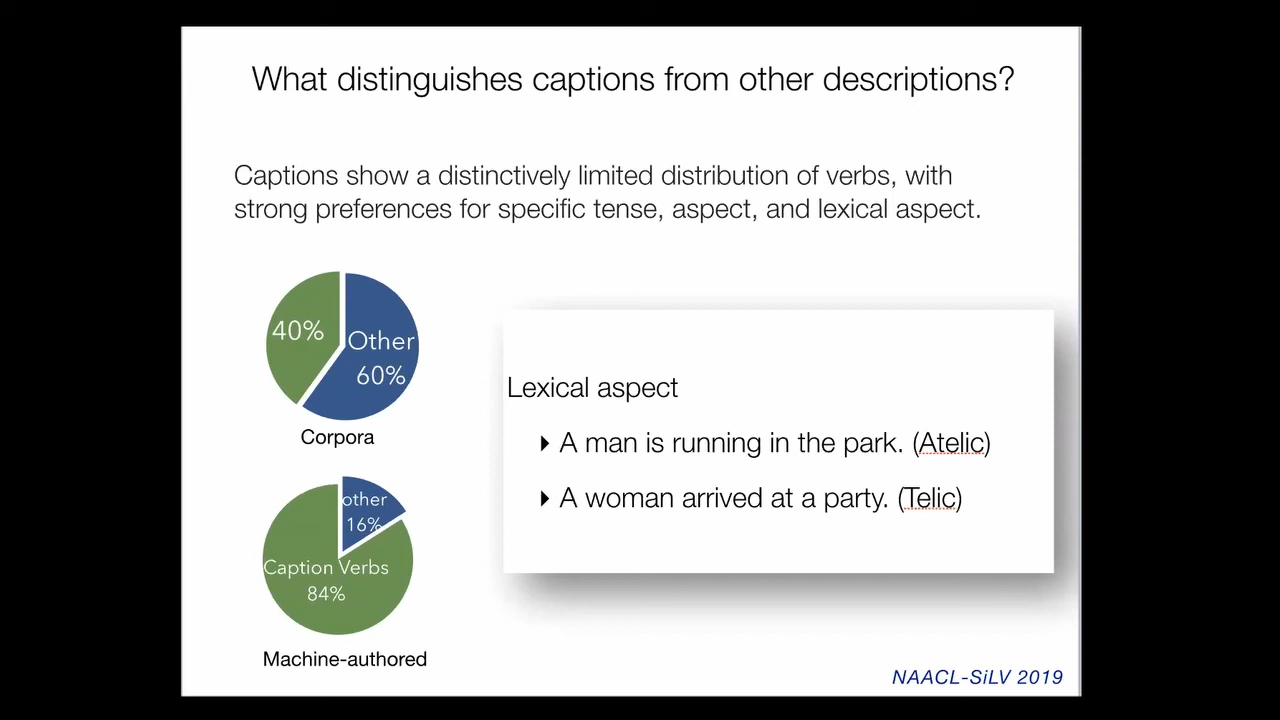 What distinguishes captions from other descriptions?
Captions show a distinctively limited distribution of verbs, with
strong preferences for specific tense, aspect, and lexical aspect.
40%
Other
60%
Corpora
other
16%
Caption Verbs
84%
Machine-authored
Lexical aspect
A man is running in the park. (Atelic)
A woman arrived at a party. (Telic)
NAACL-SiLV 2019